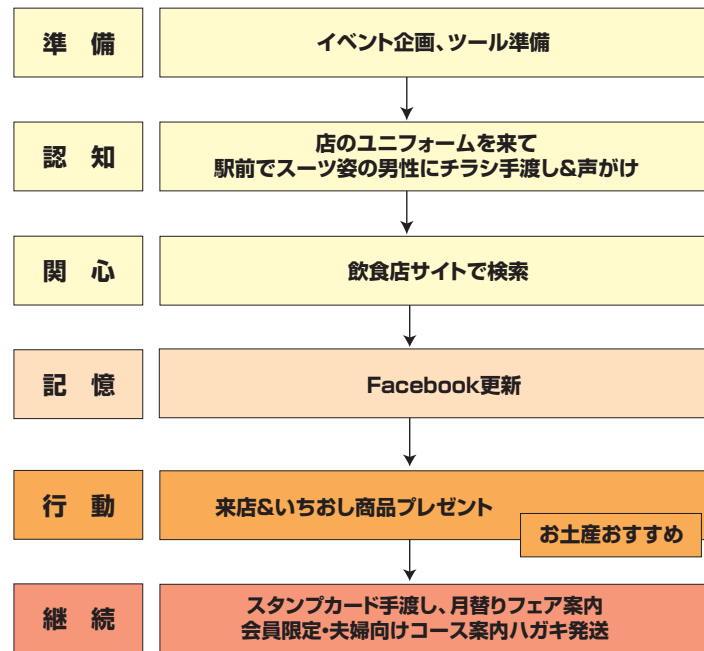 準　備
イベント企画、ツール準備
認　知
店のユニフォームを来て
駅前でスーツ姿の男性にチラシ手渡し&声がけ
関　心
飲食店サイトで検索
記　憶
Facebook更新
行　動
来店&いちおし商品プレゼント
お土産おすすめ
継　続
スタンプカード手渡し、月替りフェア案内
会員限定・夫婦向けコース案内ハガキ発送